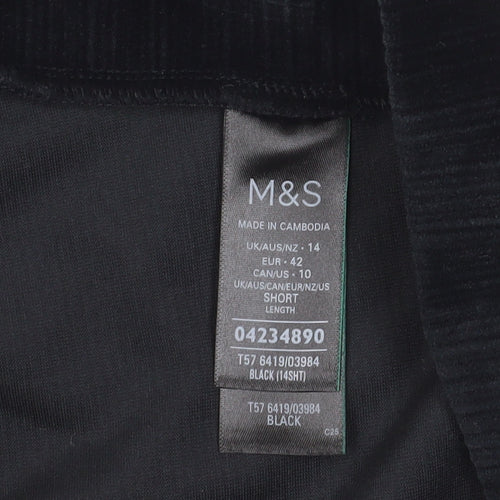 M&S
MADE IN CAMBODIA
UK/AUS/NZ · 14
EUR · 42
CAN/US · 10
UK/AUS/CAN/EUR/NZ/US
SHORT
LENGTH
04234890
T57 6419/03984
BLACK (14SHT)
T57 6419/03984
BLACK
C25